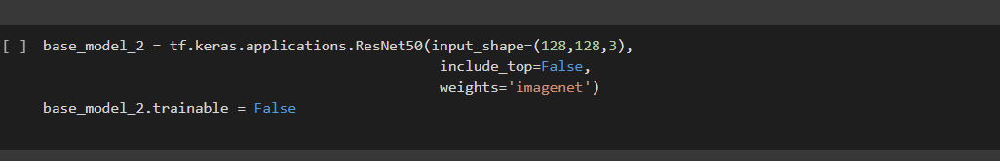 [ ] base_model_2 = tf.keras.applications.ResNet50(input_shape=(128,128,3),
include_top=False,
weights='imagenet')
base_model_2.trainable = False